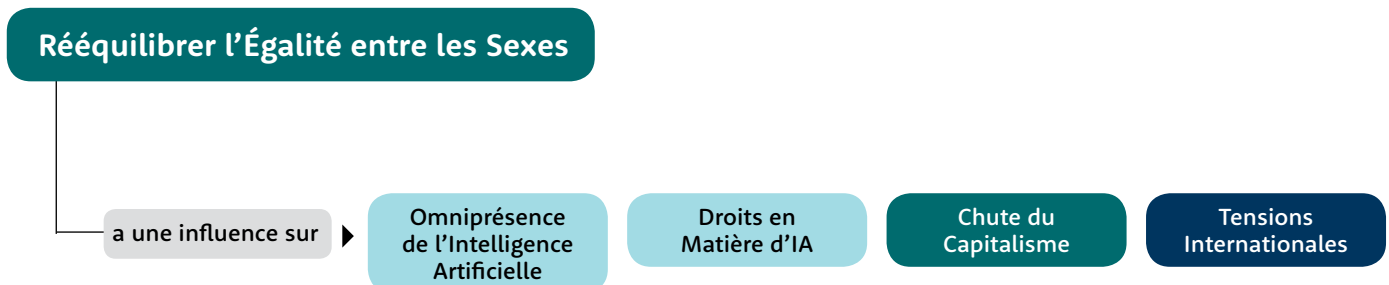 Rééquilibrer l’Égalité entre les Sexes
a une influence sur
Omniprésence
de l’Intelligence
Artificielle
Droits en
Matière d’IA
Chute du
Capitalisme
Tensions
Internationales